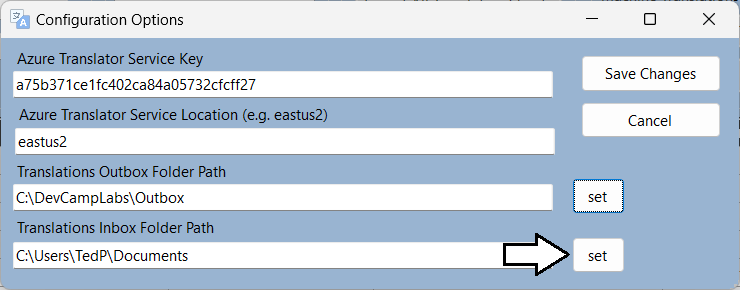 Configuration Options
Azure Translator Service Key
a75b371ce1fc402ca84a05732cfcff27
Save Changes
Azure Translator Service Location (e.g. eastus2)
Cancel
eastus2
Translations Outbox Folder Path
C:\DevCampLabs\Outbox
set
Translations Inbox Folder Path
C:\Users\TedP\Documents
set